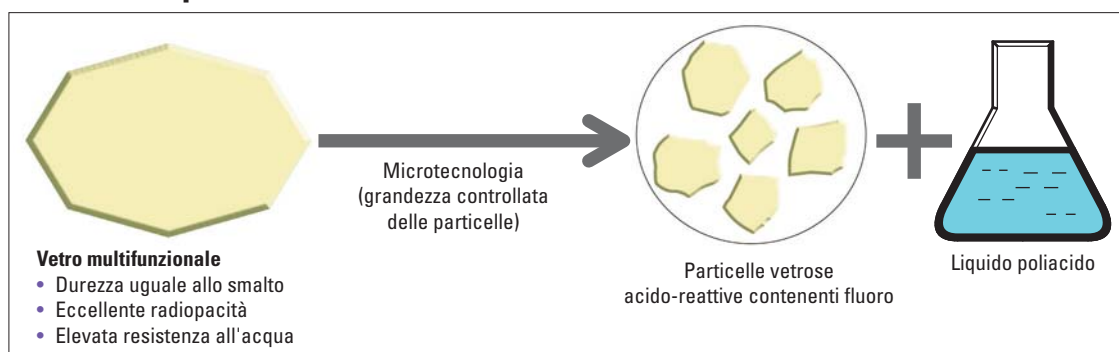 Microtecnologia
(grandezza controllata
delle particelle)
Vetro multifunzionale
• Durezza uguale allo smalto
• Eccellente radiopacità
• Elevata resistenza all'acqua
Particelle vetrose
acido-reattive contenenti fluoro
Liquido poliacido